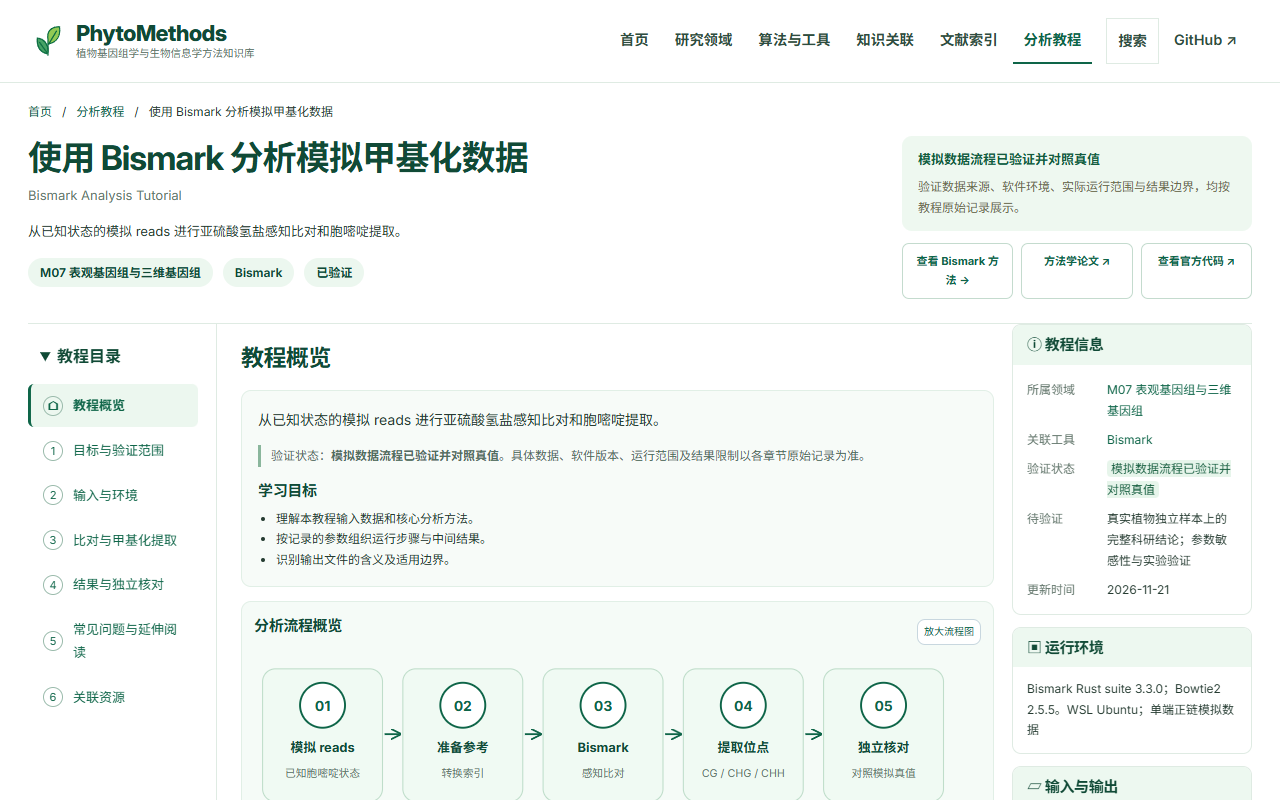 PhytoMethods
植物基因组学与生物信息学方法知识库
首页
研究领域
算法与工具
知识关联
文献索引
分析教程
搜索
GitHub ↗
首页 / 分析教程 / 使用 Bismark 分析模拟甲基化数据
使用 Bismark 分析模拟甲基化数据
Bismark Analysis Tutorial
从已知状态的模拟 reads 进行亚硫酸氢盐感知比对和胞嘧啶提取。
M07 表观基因组与三维基因组
Bismark
已验证
模拟数据流程已验证并对照真值
验证数据来源、软件环境、实际运行范围与结果边界，均按
教程原始记录展示。
查看 Bismark 方
法 →
方法学论文 ↗
查看官方代码 ↗
▼ 教程目录
教程概览
1 目标与验证范围
2 输入与环境
3 比对与甲基化提取
4 结果与独立核对
5 常见问题与延伸阅
读
6 关联资源
教程概览
从已知状态的模拟 reads 进行亚硫酸氢盐感知比对和胞嘧啶提取。
验证状态：模拟数据流程已验证并对照真值。具体数据、软件版本、运行范围及结果限制以各章节原始记录为准。
学习目标
• 理解本教程输入数据和核心分析方法。
• 按记录的参数组织运行步骤与中间结果。
• 识别输出文件的含义及适用边界。
分析流程概览
放大流程图
01
模拟 reads
已知胞嘧啶状态
02
准备参考
转换索引
03
Bismark
感知比对
04
提取位点
CG / CHG / CHH
05
独立核对
对照模拟真值
ⓘ 教程信息
所属领域
M07 表观基因组与三维
基因组
关联工具
Bismark
验证状态
模拟数据流程已验证并
对照真值
待验证
真实植物独立样本上的
完整科研结论；参数敏
感性与实验验证
更新时间
2026-11-21
▣ 运行环境
Bismark Rust suite 3.3.0；Bowtie2
2.5.5。WSL Ubuntu；单端正链模拟数
据
▱ 输入与输出